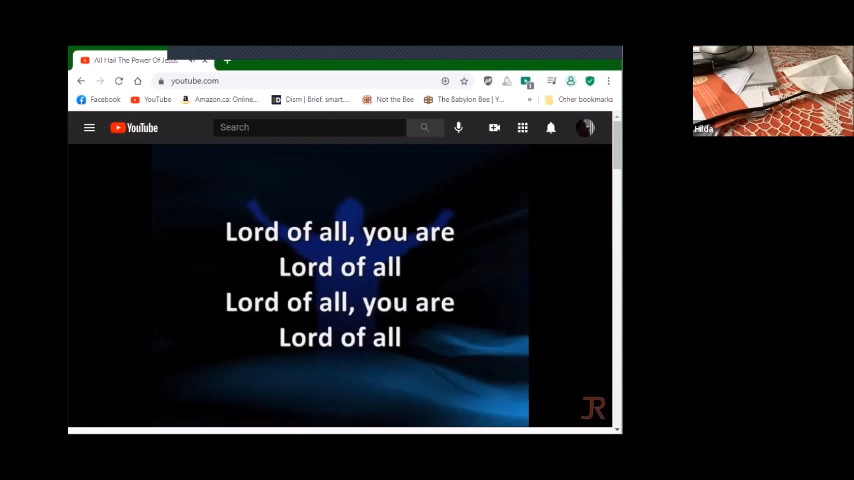 All Hail The Power Of Jesus
youtube.com
Facebook
YouTube
Amazon.ca: Online...
Disrn | Brief. smart....
Not the Bee
The Babylon Bee | Y...
»
Other bookmarks
YouTube
Search
Lord of all, you are
Lord of all
Lord of all, you are
Lord of all
JR
Hilda